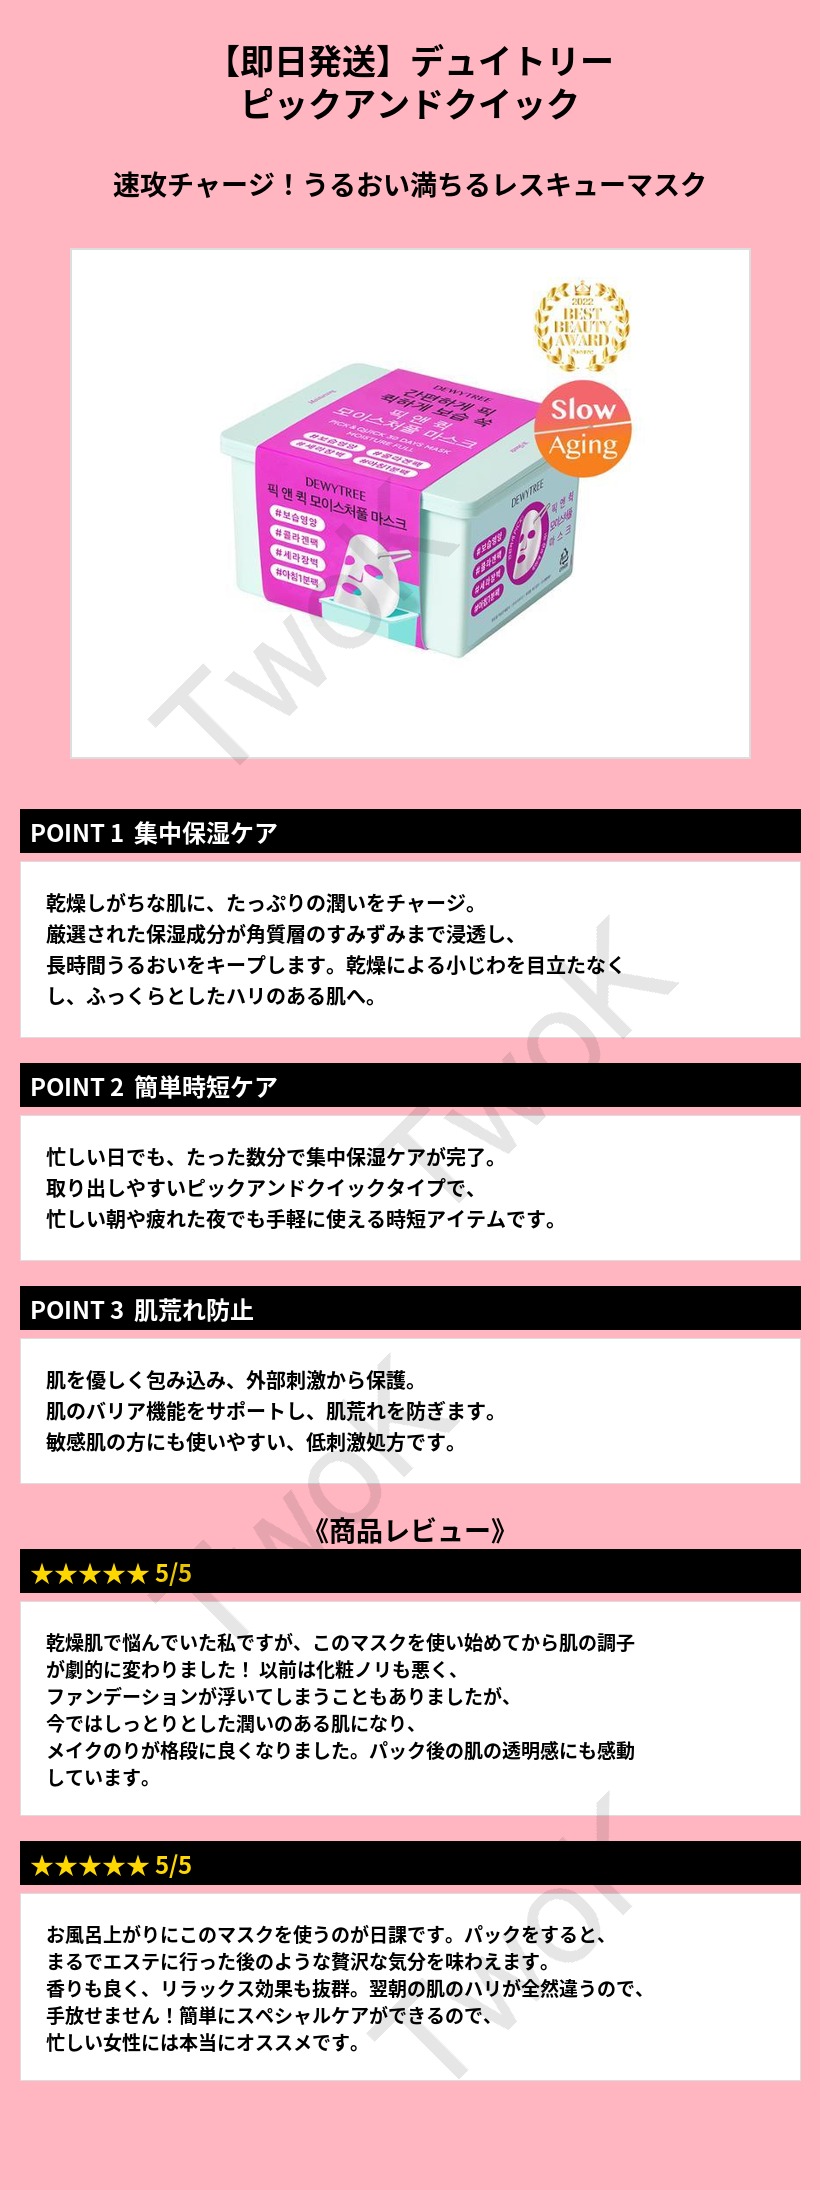 【即日発送】デュイトリー
ピックアンドクイック
速攻チャージ！うるおい満ちるレスキューマスク
2022
BEST
BEAUTY
AWARD
Slow
Aging
DEWYTREE
간편하게 픽
퀵하게 보습 쏙
픽 앤 퀵
모이스처풀 마스크
PICK & QUICK 30 DAYS MASK
MOISTURE FULL
#보습영양
#콜라겐팩
#세라장벽
#아침1분팩
DEWYTREE
픽 앤 퀵 모이스처풀 마스크
#보습영양
#콜라겐팩
#세라장벽
#아침1분팩
DEWYTREE
픽 앤 퀵
모이스처풀
마스크
#보습영양
#콜라겐팩
#세라장벽
#아침1분팩
TwoK
POINT 1 集中保湿ケア
乾燥しがちな肌に、たっぷりの潤いをチャージ。
厳選された保湿成分が角質層のすみずみまで浸透し、
長時間うるおいをキープします。乾燥による小じわを目立たなく
し、ふっくらとしたハリのある肌へ。
TwoK
POINT 2 簡単時短ケア
忙しい日でも、たった数分で集中保湿ケアが完了。
取り出しやすいピックアンドクイックタイプで、
忙しい朝や疲れた夜でも手軽に使える時短アイテムです。
POINT 3 肌荒れ防止
肌を優しく包み込み、外部刺激から保護。
肌のバリア機能をサポートし、肌荒れを防ぎます。
敏感肌の方にも使いやすい、低刺激処方です。
TwoK
《商品レビュー》
★★★★★ 5/5
乾燥肌で悩んでいた私ですが、このマスクを使い始めてから肌の調子
が劇的に変わりました！ 以前は化粧ノリも悪く、
ファンデーションが浮いてしまうこともありましたが、
今ではしっとりとした潤いのある肌になり、
メイクのりが格段に良くなりました。パック後の肌の透明感にも感動
しています。
★★★★★ 5/5
お風呂上がりにこのマスクを使うのが日課です。パックをすると、
まるでエステに行った後のような贅沢な気分を味わえます。
香りも良く、リラックス効果も抜群。翌朝の肌のハリが全然違うので、
手放せません！簡単にスペシャルケアができるので、
忙しい女性には本当にオススメです。
TwoK